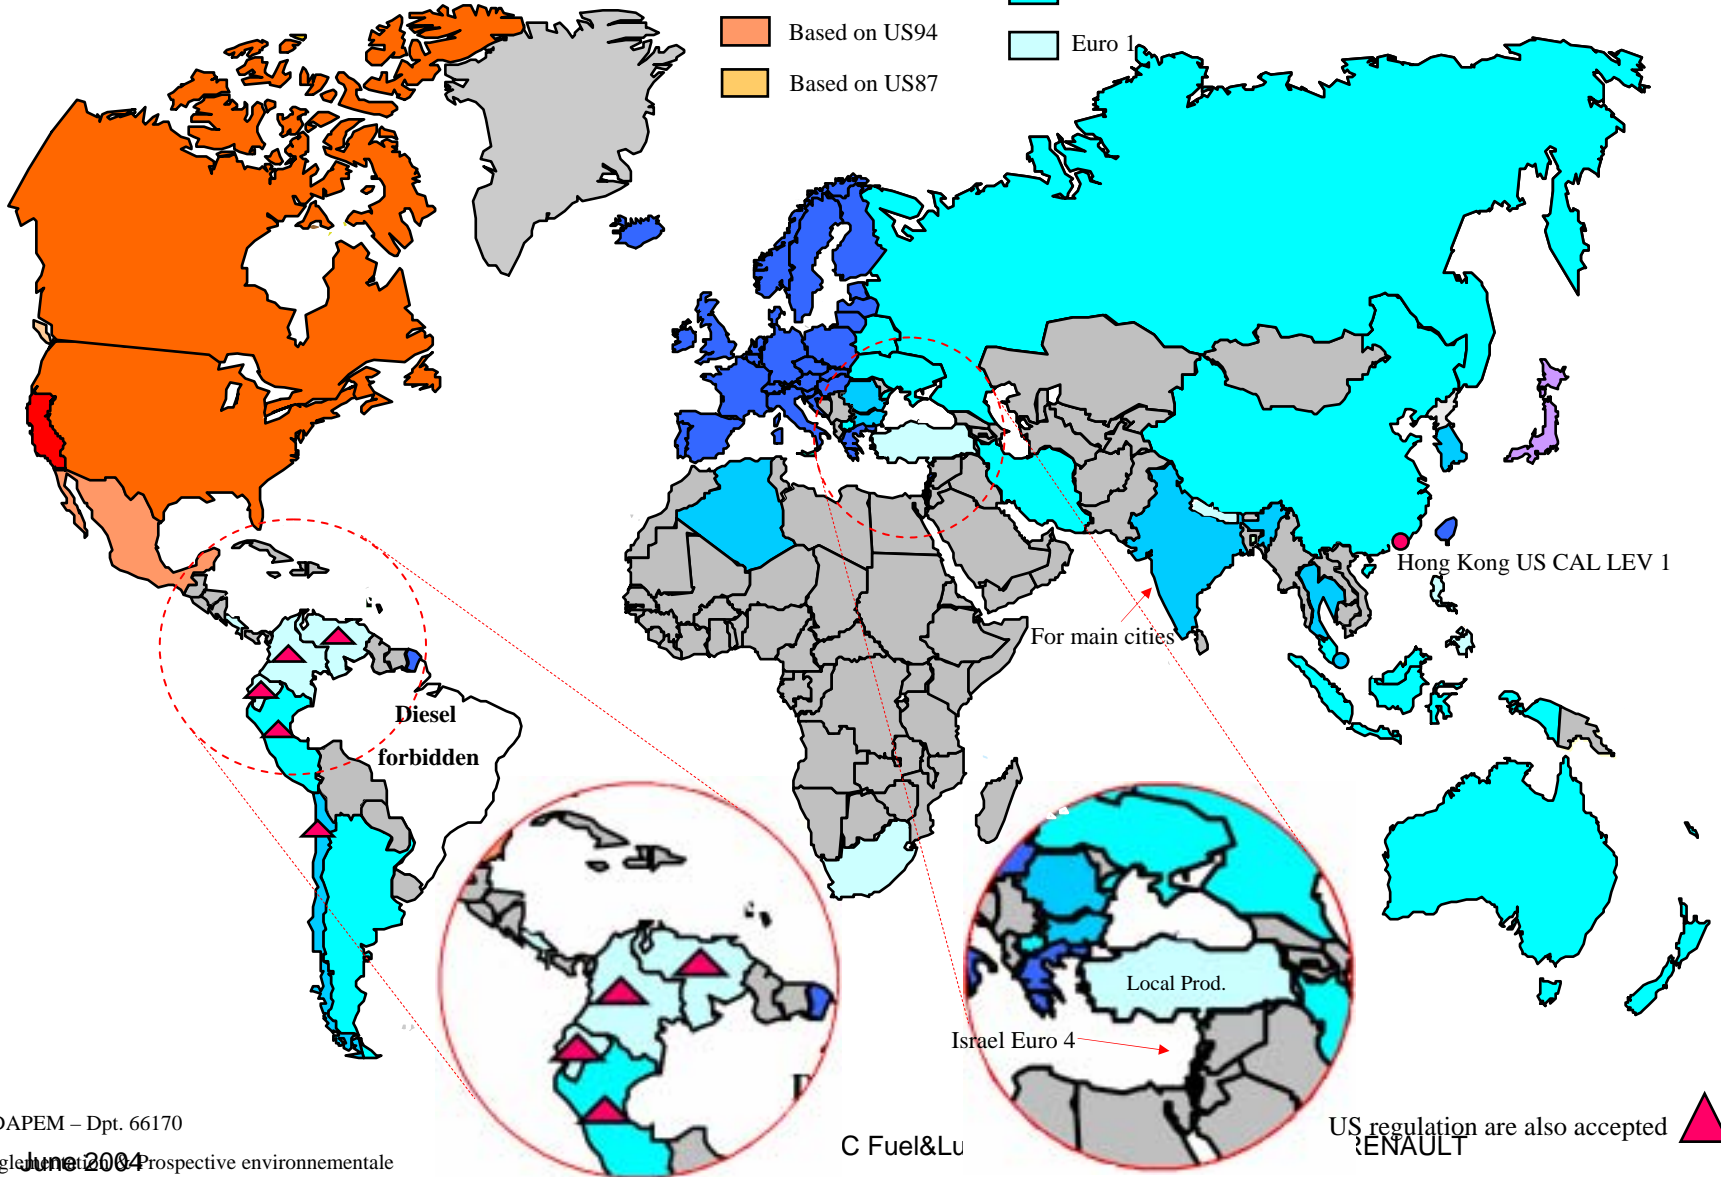 Based on US94
Euro 1
Based on US87
Hong Kong US CAL LEV 1
For main cities
Diesel
forbidden
Local Prod.
Israel Euro 4
DAPEM – Dpt. 66170
US regulation are also accepted
C Fuel&Lu
RENAULT
June 2004
Prospective environnementale